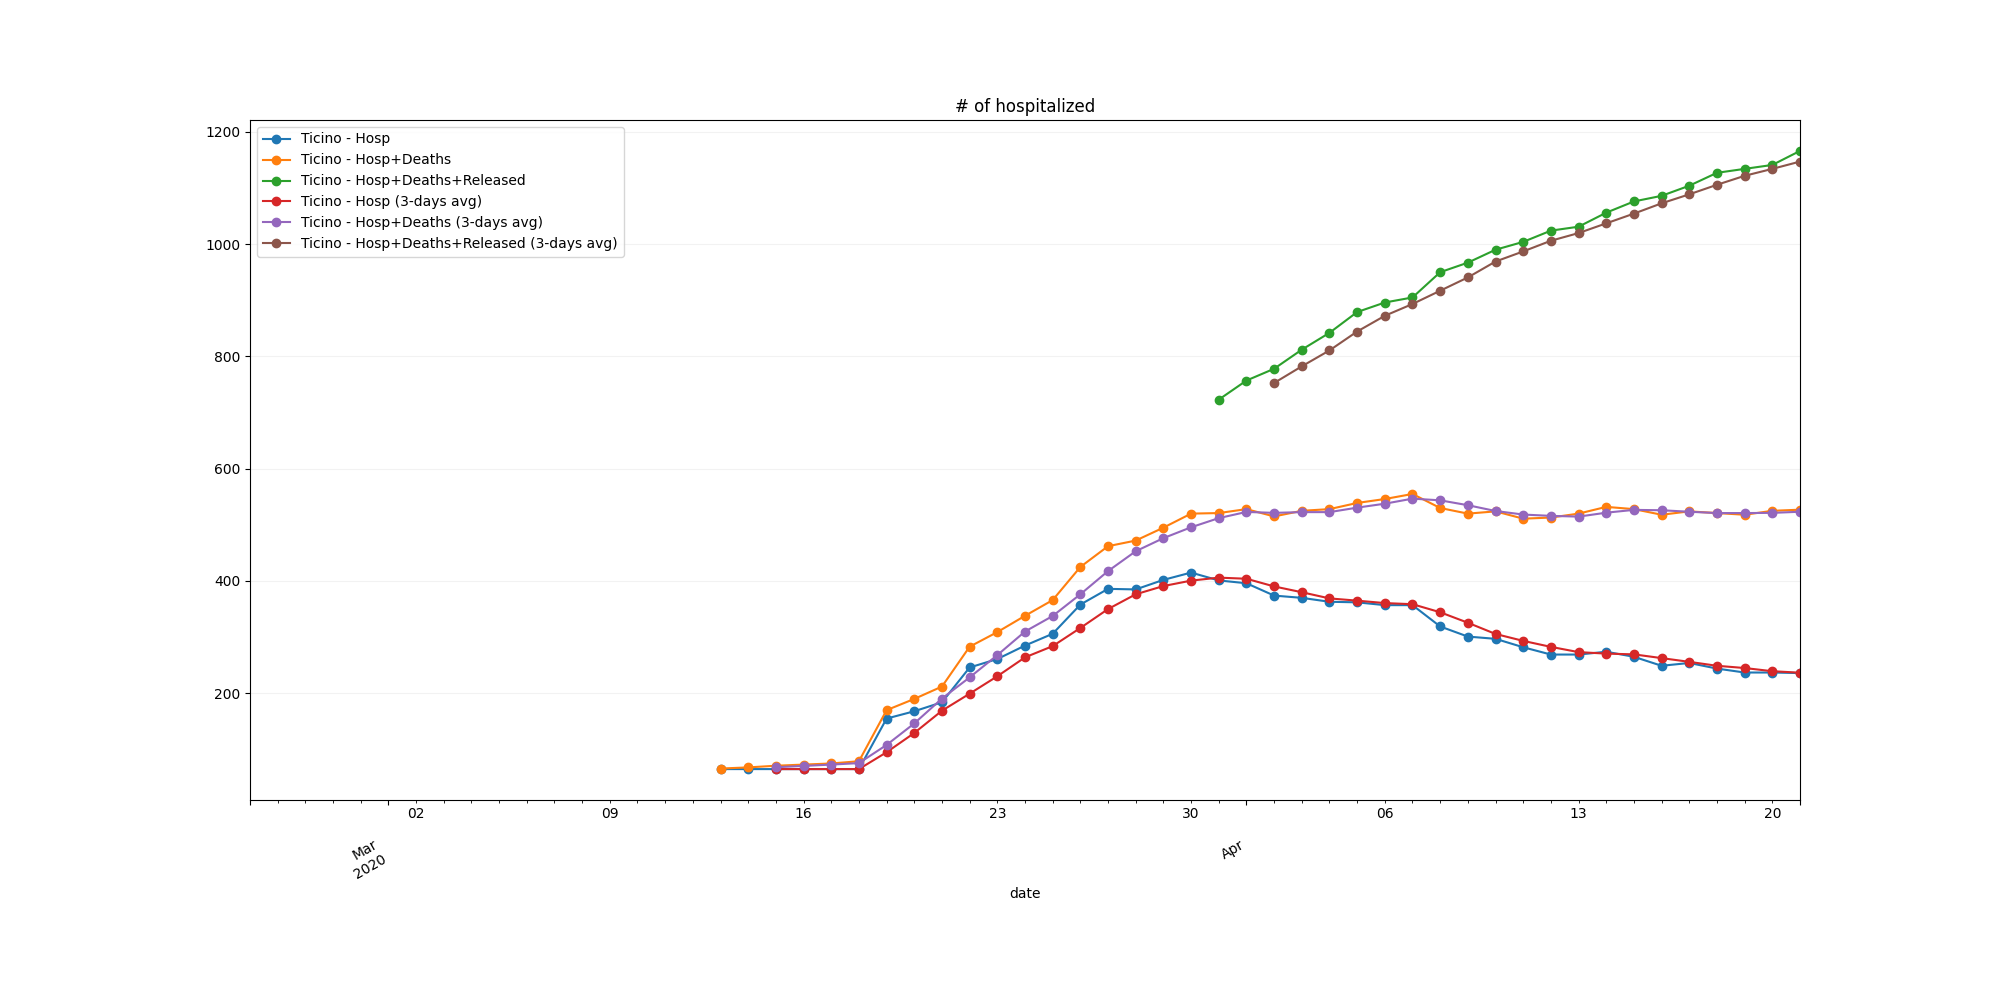 # of hospitalized
1200
1000
800
600
400
200
Ticino - Hosp
Ticino - Hosp+Deaths
Ticino - Hosp+Deaths+Released
Ticino - Hosp (3-days avg)
Ticino - Hosp+Deaths (3-days avg)
Ticino - Hosp+Deaths+Released (3-days avg)
02 09 16 23 30 06 13 20
Mar
2020
Apr
date